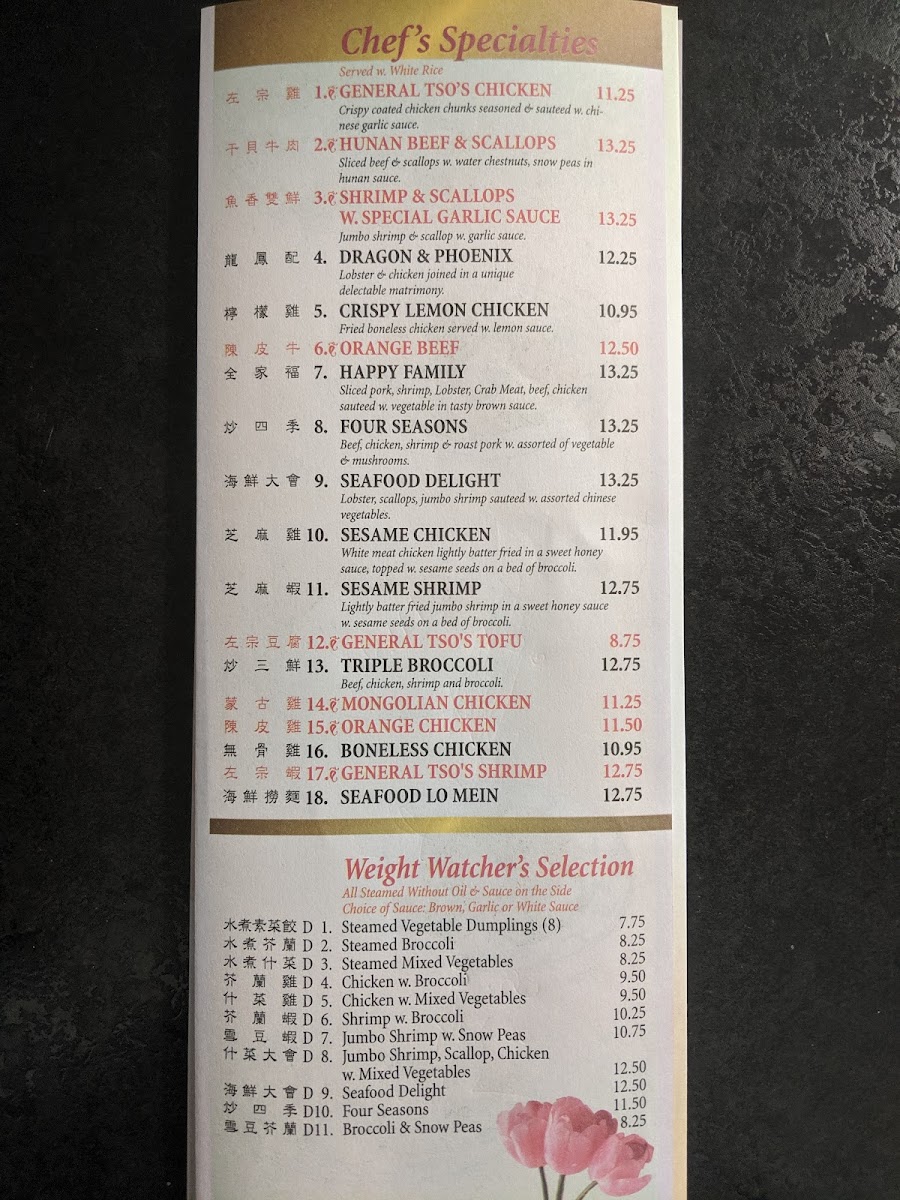 Chef's Specialties
Served w. White Rice
左宗雞 1. GENERAL TSO'S CHICKEN 11.25
Crispy coated chicken chunks seasoned & sauteed w. chi-
nese garlic sauce.
干貝牛肉 2. HUNAN BEEF & SCALLOPS 13.25
Sliced beef & scallops w. water chestnuts, snow peas in
hunan sauce.
魚香雙鮮 3. SHRIMP & SCALLOPS
W. SPECIAL GARLIC SAUCE 13.25
Jumbo shrimp & scallop w. garlic sauce.
龍鳳配 4. DRAGON & PHOENIX 12.25
Lobster & chicken joined in a unique
delectable matrimony.
檸檬雞 5. CRISPY LEMON CHICKEN 10.95
Fried boneless chicken served w. lemon sauce.
陳皮牛 6. ORANGE BEEF 12.50
全家福 7. HAPPY FAMILY 13.25
Sliced pork, shrimp, Lobster, Crab Meat, beef, chicken
sauteed w. vegetable in tasty brown sauce.
炒四季 8. FOUR SEASONS 13.25
Beef, chicken, shrimp & roast pork w. assorted of vegetable
& mushrooms.
海鮮大會 9. SEAFOOD DELIGHT 13.25
Lobster, scallops, jumbo shrimp sauteed w. assorted chinese
vegetables.
芝麻雞 10. SESAME CHICKEN 11.95
White meat chicken lightly batter fried in a sweet honey
sauce, topped w. sesame seeds on a bed of broccoli.
芝麻蝦 11. SESAME SHRIMP 12.75
Lightly batter fried jumbo shrimp in a sweet honey sauce
w. sesame seeds on a bed of broccoli.
左宗豆腐 12. GENERAL TSO'S TOFU 8.75
炒三鮮 13. TRIPLE BROCCOLI 12.75
Beef, chicken, shrimp and broccoli.
蒙古雞 14. MONGOLIAN CHICKEN 11.25
陳皮雞 15. ORANGE CHICKEN 11.50
無骨雞 16. BONELESS CHICKEN 10.95
左宗蝦 17. GENERAL TSO'S SHRIMP 12.75
海鮮撈麵 18. SEAFOOD LO MEIN 12.75
Weight Watcher's Selection
All Steamed Without Oil & Sauce on the Side
Choice of Sauce: Brown, Garlic or White Sauce
水煮素菜餃 D 1. Steamed Vegetable Dumplings (8) 7.75
水煮芥蘭 D 2. Steamed Broccoli 8.25
水煮什菜 D 3. Steamed Mixed Vegetables 8.25
芥蘭雞 D 4. Chicken w. Broccoli 9.50
什菜雞 D 5. Chicken w. Mixed Vegetables 9.50
芥蘭蝦 D 6. Shrimp w. Broccoli 10.25
雪豆蝦 D 7. Jumbo Shrimp w. Snow Peas 10.75
什菜大會 D 8. Jumbo Shrimp, Scallop, Chicken
w. Mixed Vegetables 12.50
海鮮大會 D 9. Seafood Delight 12.50
炒四季 D10. Four Seasons 11.50
雪豆芥蘭 D11. Broccoli & Snow Peas 8.25